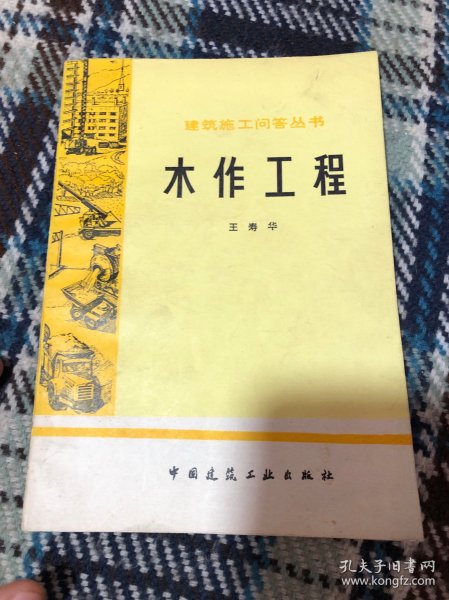 建筑施工问答丛书
木作工程
王寿华
中国建筑工业出版社
孔夫子旧书网
www.kongfz.com